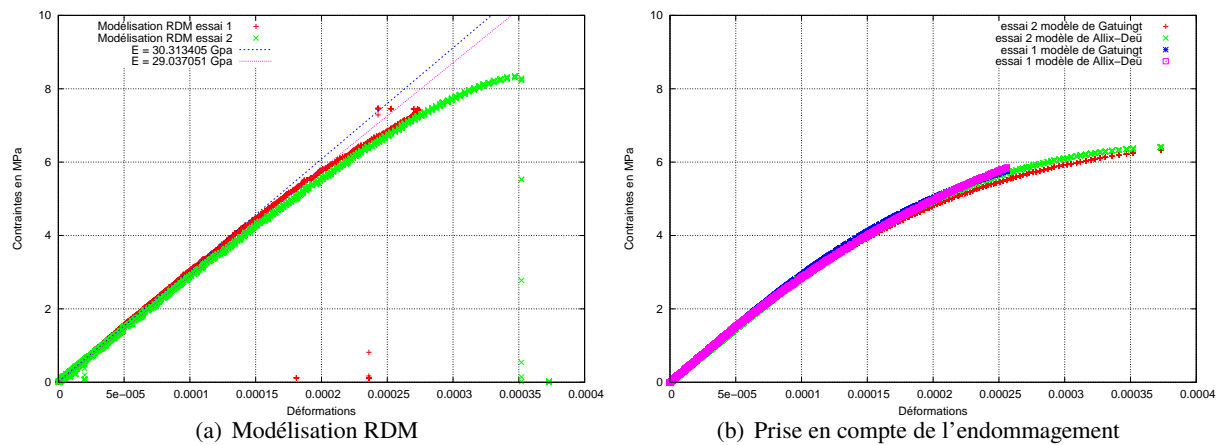 10
8
6
4
2
0
Contraintes en MPa
Modélisation RDM essai 1
Modélisation RDM essai 2
E = 30.313405 Gpa
E = 29.037051 Gpa
0 5e-005 0.0001 0.00015 0.0002 0.00025 0.0003 0.00035 0.0004
Déformations
(a) Modélisation RDM
10
8
6
4
2
0
Contraintes en MPa
essai 2 modèle de Gatuingt
essai 2 modèle de Allix-Deü
essai 1 modèle de Gatuingt
essai 1 modèle de Allix-Deü
0 5e-005 0.0001 0.00015 0.0002 0.00025 0.0003 0.00035 0.0004
Déformations
(b) Prise en compte de l'endommagement